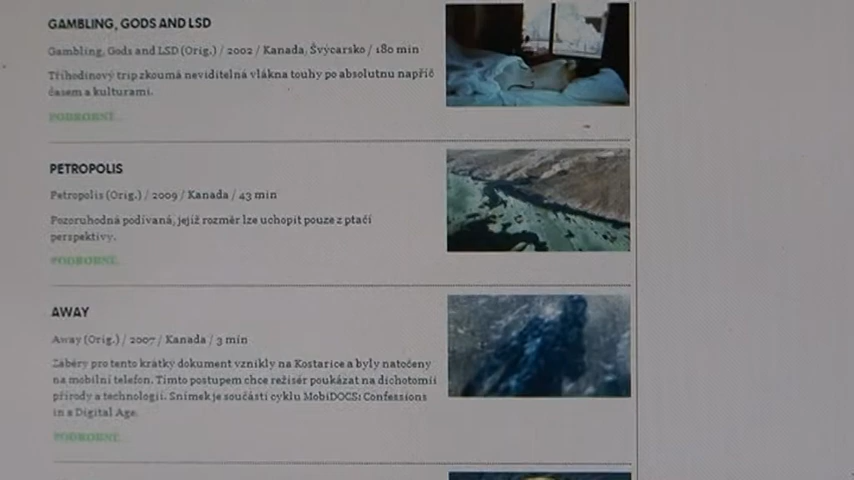 GAMBLING, GODS AND LSD
Gambling, Gods and LSD (Orig.) / 2002 / Kanada, Švýcarsko / 180 min
Tříhodinový trip zkoumá neviditelná vlákna touhy po absolutnu napříč
časem a kulturami.
PODROBNĚ...
PETROPOLIS
Petropolis (Orig.) / 2009 / Kanada / 43 min
Pozoruhodná podívaná, jejíž rozměr lze uchopit pouze z ptačí
perspektivy.
PODROBNĚ...
AWAY
Away (Orig.) / 2007 / Kanada / 3 min
Záběry pro tento krátký dokument vznikly na Kostarice a byly natočeny
na mobilní telefon. Tímto postupem chce režisér poukázat na dichotomii
přírody a technologií. Snímek je součástí cyklu MobiDOCS: Confessions
in a Digital Age.
PODROBNĚ...